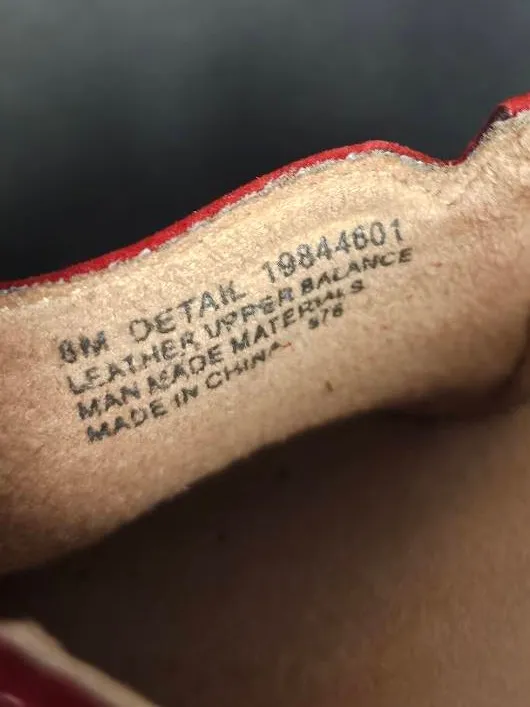 8M DETAIL 19844601
LEATHER UPPER BALANCE
MAN MADE MATERIALS
MADE IN CHINA 976